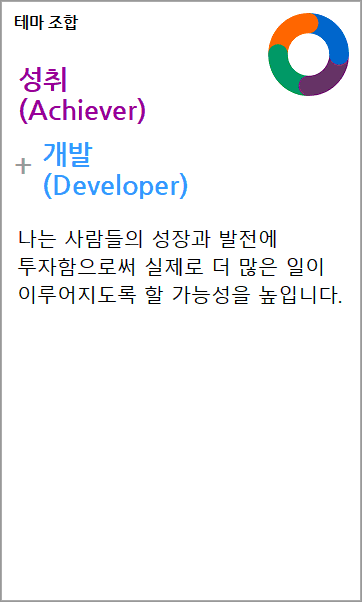 테마 조합
성취
(Achiever)
+ 개발
(Developer)
나는 사람들의 성장과 발전에
투자함으로써 실제로 더 많은 일이
이루어지도록 할 가능성을 높입니다.